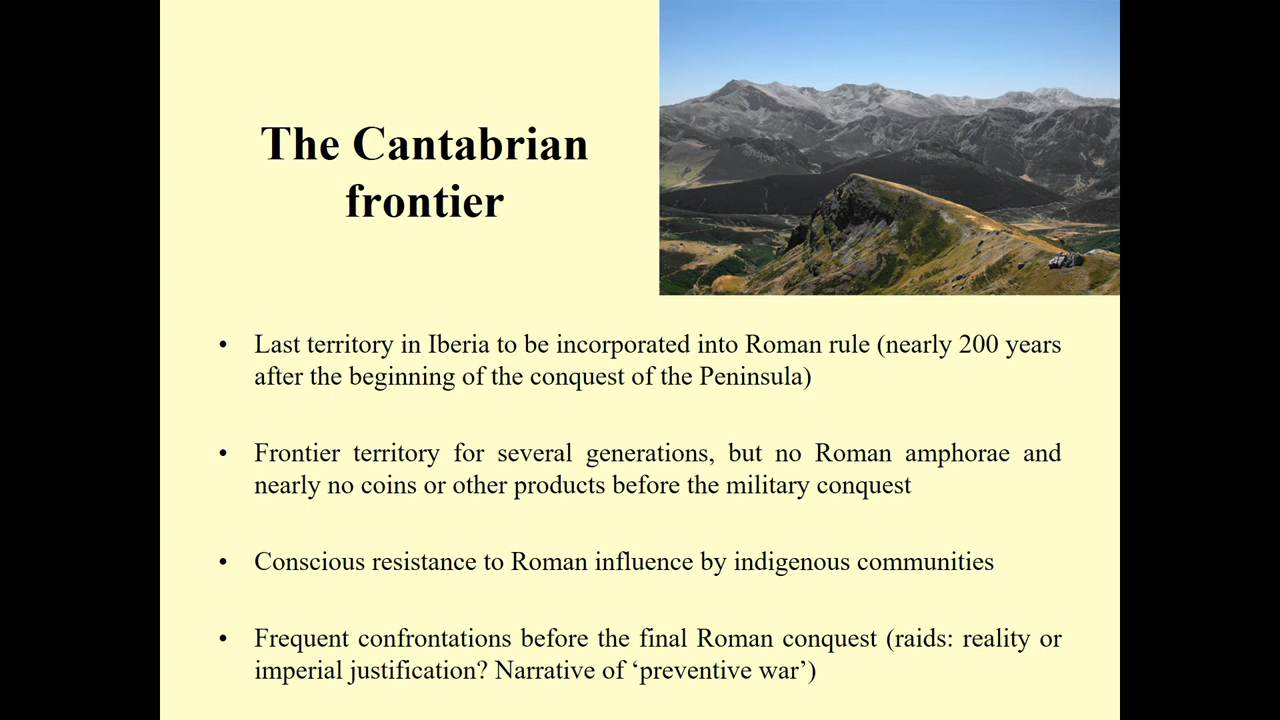 The Cantabrian
frontier
• Last territory in Iberia to be incorporated into Roman rule (nearly 200 years
after the beginning of the conquest of the Peninsula)
• Frontier territory for several generations, but no Roman amphorae and
nearly no coins or other products before the military conquest
• Conscious resistance to Roman influence by indigenous communities
• Frequent confrontations before the final Roman conquest (raids: reality or
imperial justification? Narrative of ‘preventive war’)